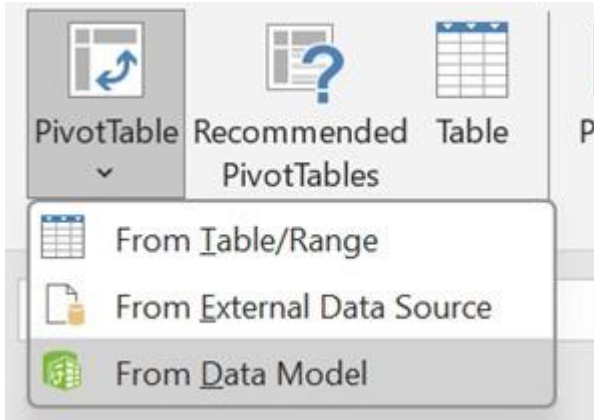 PivotTable
Recommended
PivotTables
Table
P
From Table/Range
From External Data Source
From Data Model